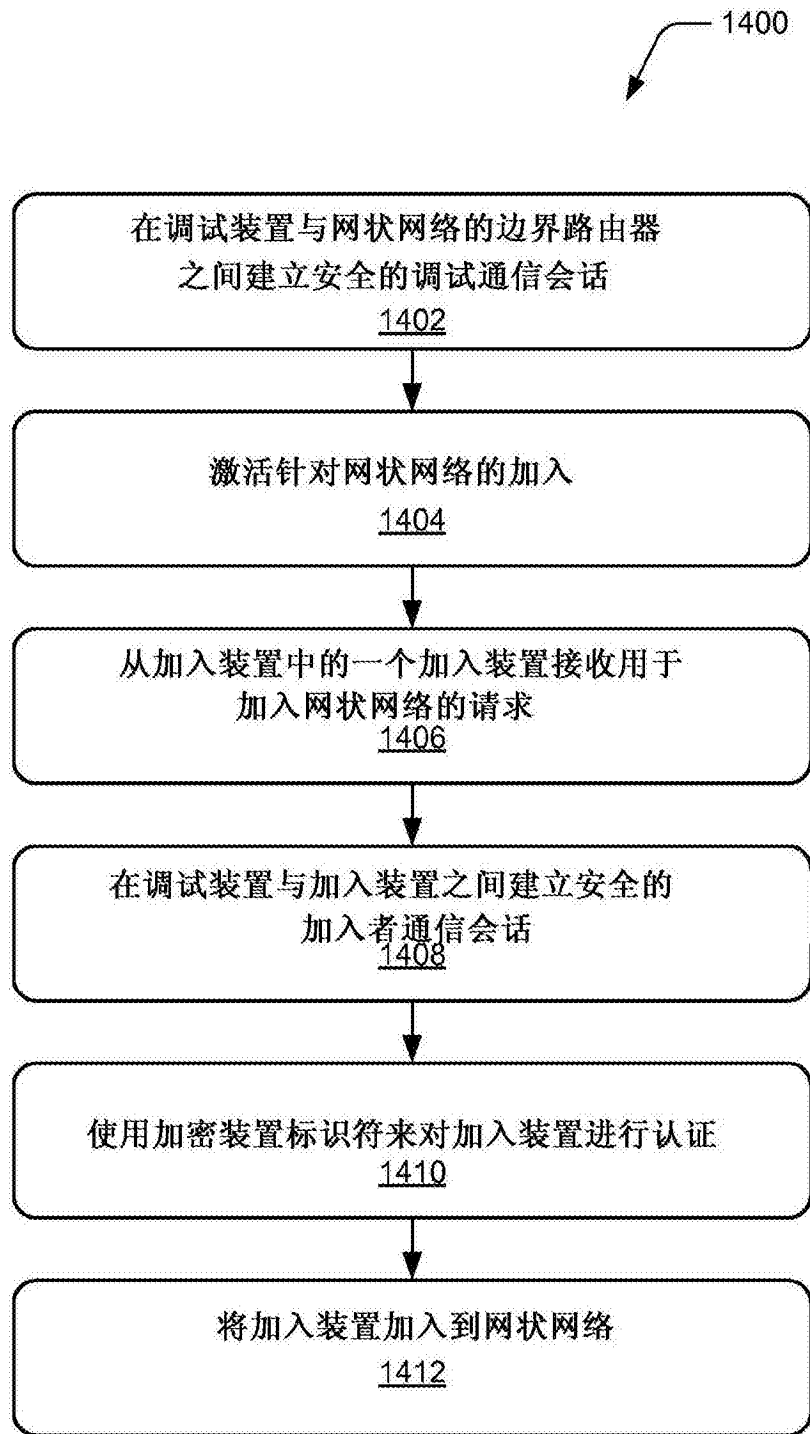 1400
在调试装置与网状网络的边界路由器
之间建立安全的调试通信会话
1402
激活针对网状网络的加入
1404
从加入装置中的一个加入装置接收用于
加入网状网络的请求
1406
在调试装置与加入装置之间建立安全的
加入者通信会话
1408
使用加密装置标识符来对加入装置进行认证
1410
将加入装置加入到网状网络
1412